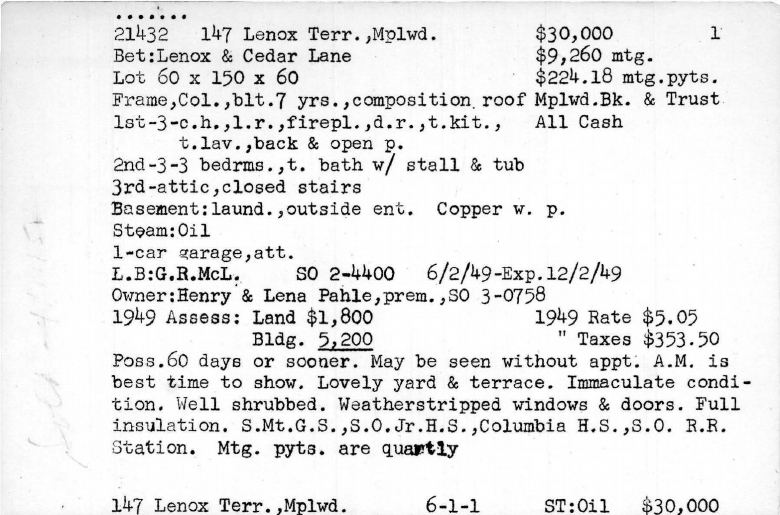 21432 147 Lenox Terr.,Mplwd. $30,000 1
Bet:Lenox & Cedar Lane $9,260 mtg.
Lot 60 x 150 x 60 $224.18 mtg.pyts.
Frame,Col.,blt.7 yrs.,composition roof Mplwd.Bk. & Trust
1st-3-c.h.,l.r.,firepl.,d.r.,t.kit., All Cash
t.lav.,back & open p.
2nd-3-3 bedrms.,t. bath w/ stall & tub
3rd-attic,closed stairs
Basement:laund.,outside ent. Copper w. p.
Steam:Oil
1-car garage,att.
L.B:G.R.McL. SO 2-4400 6/2/49-Exp.12/2/49
Owner:Henry & Lena Pahle,prem.,SO 3-0758
1949 Assess: Land $1,800 1949 Rate $5.05
Bldg. 5,200 " Taxes $353.50
Poss.60 days or sooner. May be seen without appt. A.M. is
best time to show. Lovely yard & terrace. Immaculate condi-
tion. Well shrubbed. Weatherstripped windows & doors. Full
insulation. S.Mt.G.S.,S.O.Jr.H.S.,Columbia H.S.,S.O. R.R.
Station. Mtg. pyts. are quartly
147 Lenox Terr.,Mplwd. 6-1-1 ST:Oil $30,000